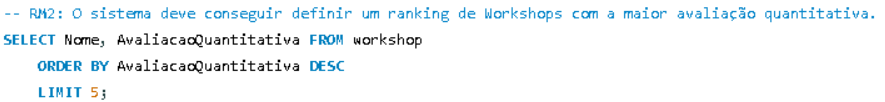 -- RM2: O sistema deve conseguir definir um ranking de Workshops com a maior avaliação quantitativa.
SELECT Nome, AvaliacaoQuantitativa FROM workshop
ORDER BY AvaliacaoQuantitativa DESC
LIMIT 5;